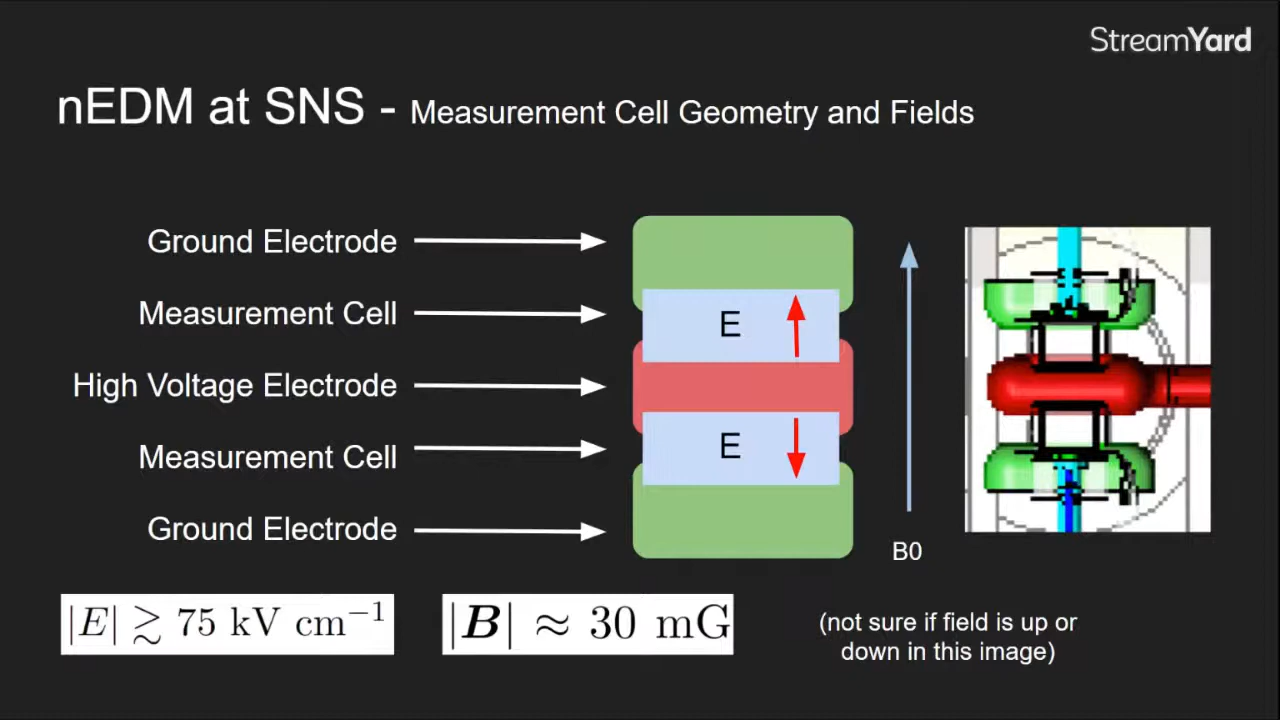 StreamYard
nEDM at SNS - Measurement Cell Geometry and Fields
Ground Electrode
Measurement Cell
High Voltage Electrode
Measurement Cell
Ground Electrode
E
E
B0
|E| ≳ 75 kV cm⁻¹
|B| ≈ 30 mG
(not sure if field is up or
down in this image)